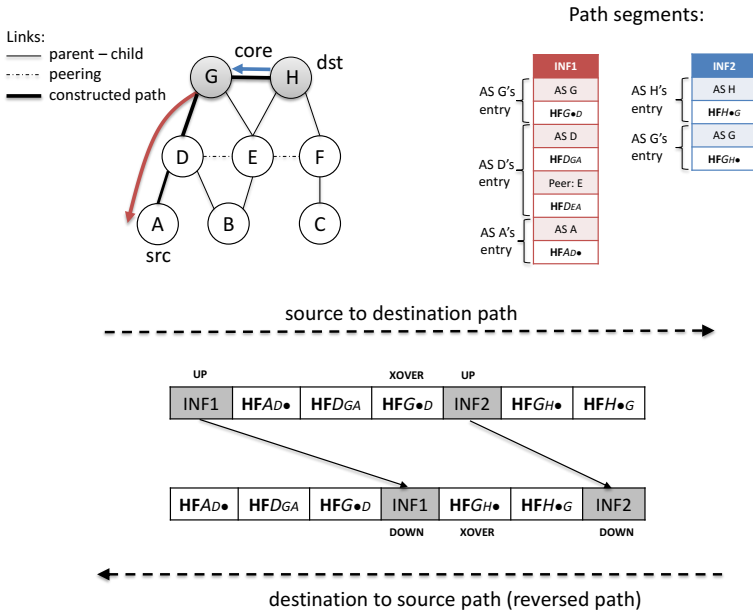 Path segments:
Links:
parent – child
peering
constructed path
core
dst
G
H
D
E
F
A
B
C
src
INF1
AS G's entry
AS G
HFG●D
AS D's entry
AS D
HFDGA
Peer: E
HFDEA
AS A's entry
AS A
HFAD●
INF2
AS H's entry
AS H
HFH●G
AS G's entry
AS G
HFGH●
source to destination path
UP XOVER UP
INF1 HFAD● HFDGA HFG●D INF2 HFGH● HFH●G
HFAD● HFDGA HFG●D INF1 HFGH● HFH●G INF2
DOWN XOVER DOWN
destination to source path (reversed path)